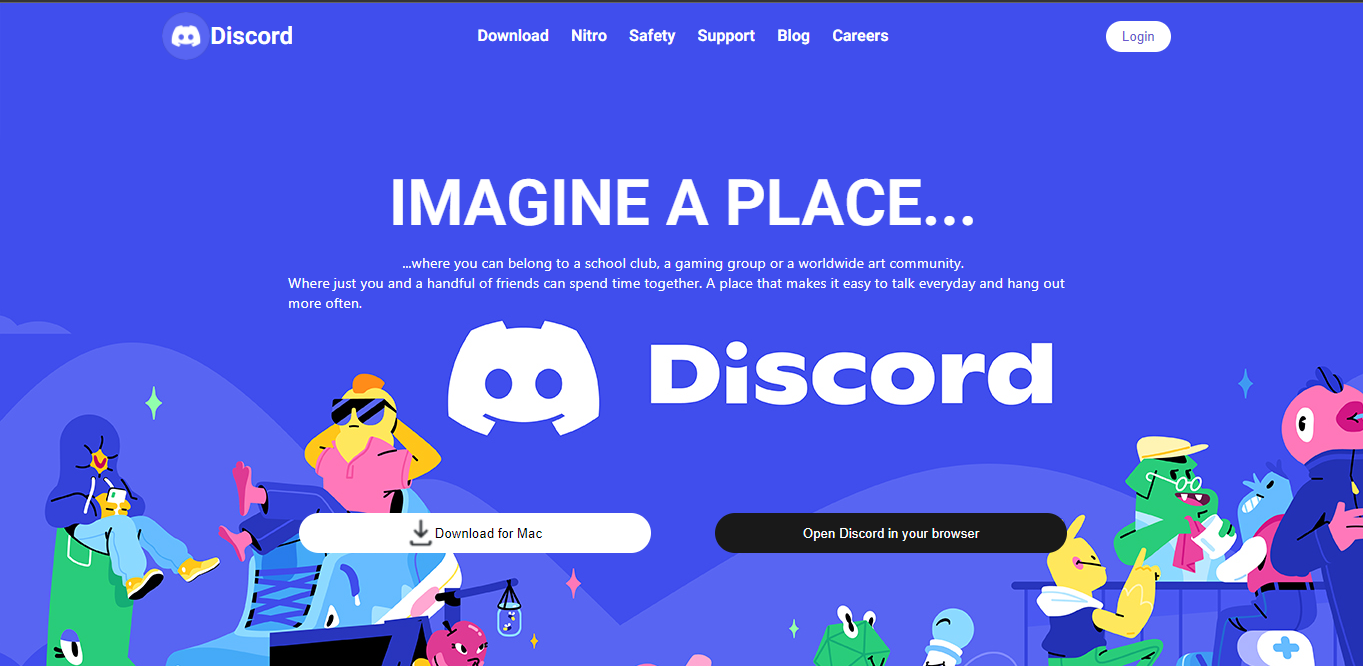 Discord
Download Nitro Safety Support Blog Careers
Login
IMAGINE A PLACE...
...where you can belong to a school club, a gaming group or a worldwide art community.
Where just you and a handful of friends can spend time together. A place that makes it easy to talk everyday and hang out
more often.
Discord
Download for Mac
Open Discord in your browser